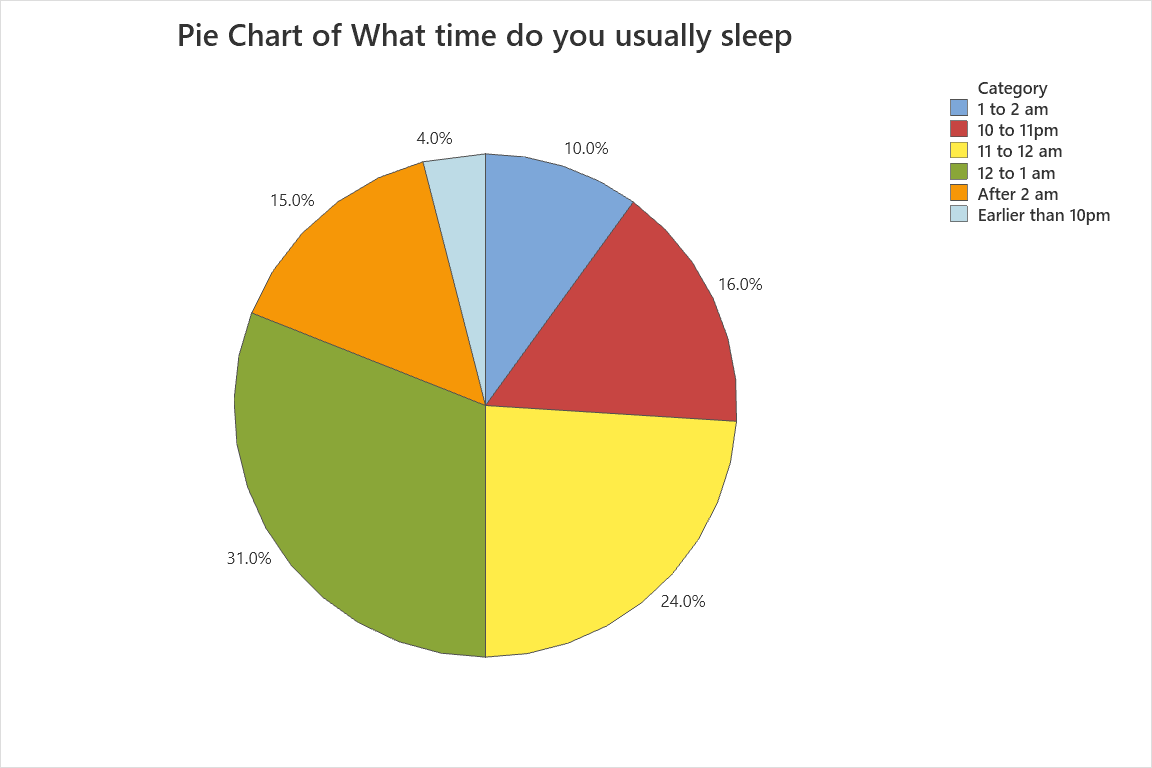 Pie Chart of What time do you usually sleep
Category
1 to 2 am
10 to 11pm
11 to 12 am
12 to 1 am
After 2 am
Earlier than 10pm
4.0%
10.0%
15.0%
16.0%
31.0%
24.0%